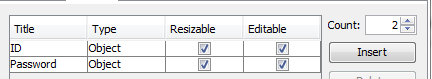 Title Type Resizable Editable Count: 2
ID Object
Password Object
Insert